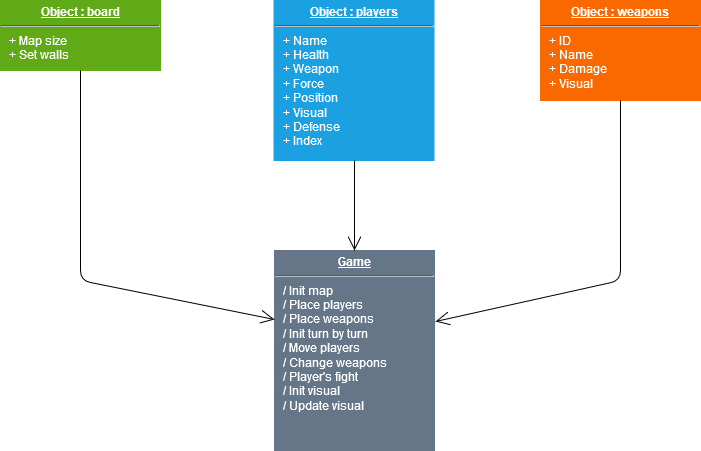 Object : board
+ Map size
+ Set walls
Object : players
+ Name
+ Health
+ Weapon
+ Force
+ Position
+ Visual
+ Defense
+ Index
Object : weapons
+ ID
+ Name
+ Damage
+ Visual
Game
/ Init map
/ Place players
/ Place weapons
/ Init turn by turn
/ Move players
/ Change weapons
/ Player's fight
/ Init visual
/ Update visual